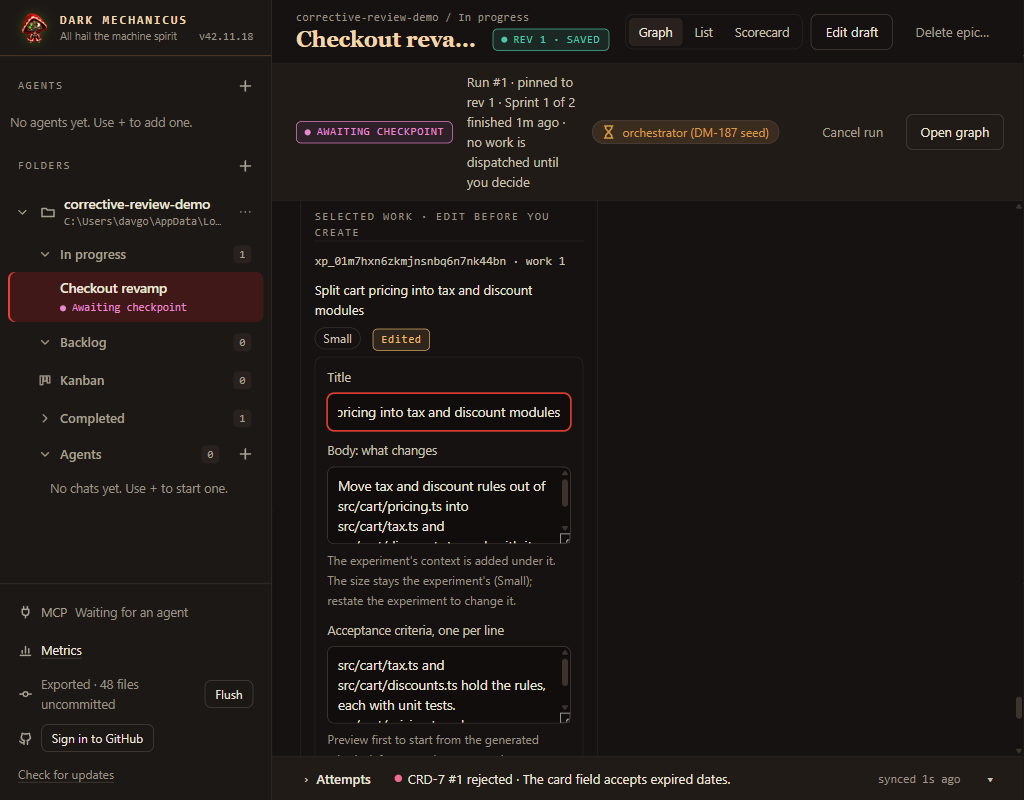 DARK MECHANICUS
All hail the machine spirit v42.11.18
AGENTS
No agents yet. Use + to add one.
FOLDERS
corrective-review-demo
C:\Users\davgo\AppData\Lo…
In progress 1
Checkout revamp
Awaiting checkpoint
Backlog 0
Kanban 0
Completed 1
Agents 0
No chats yet. Use + to start one.
MCP Waiting for an agent
Metrics
Exported · 48 files
uncommitted
Flush
Sign in to GitHub
Check for updates
corrective-review-demo / In progress
Checkout reva…
REV 1 · SAVED
Graph List Scorecard
Edit draft
Delete epic…
AWAITING CHECKPOINT
Run #1 · pinned to
rev 1 · Sprint 1 of 2
finished 1m ago ·
no work is
dispatched until
you decide
orchestrator (DM-187 seed)
Cancel run
Open graph
SELECTED WORK · EDIT BEFORE YOU
CREATE
xp_01m7hxn6zkmjnsnbq6n7nk44bn · work 1
Split cart pricing into tax and discount
modules
Small Edited
Title
pricing into tax and discount modules
Body: what changes
Move tax and discount rules out of
src/cart/pricing.ts into
src/cart/tax.ts and
The experiment's context is added under it.
The size stays the experiment's (Small);
restate the experiment to change it.
Acceptance criteria, one per line
src/cart/tax.ts and
src/cart/discounts.ts hold the rules,
each with unit tests.
Preview first to start from the generated
Attempts
CRD-7 #1 rejected · The card field accepts expired dates.
synced 1s ago